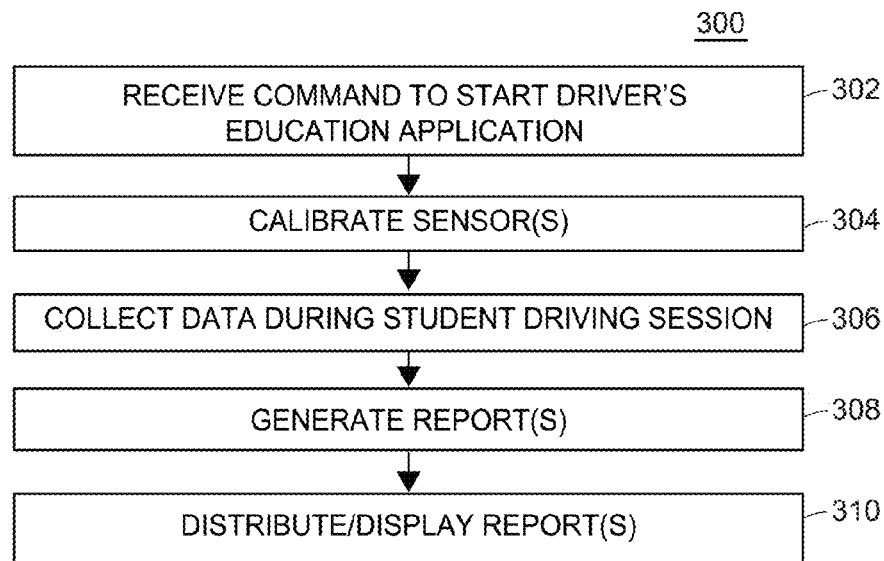 300
RECEIVE COMMAND TO START DRIVER'S
EDUCATION APPLICATION
302
CALIBRATE SENSOR(S)
304
COLLECT DATA DURING STUDENT DRIVING SESSION
306
GENERATE REPORT(S)
308
DISTRIBUTE/DISPLAY REPORT(S)
310